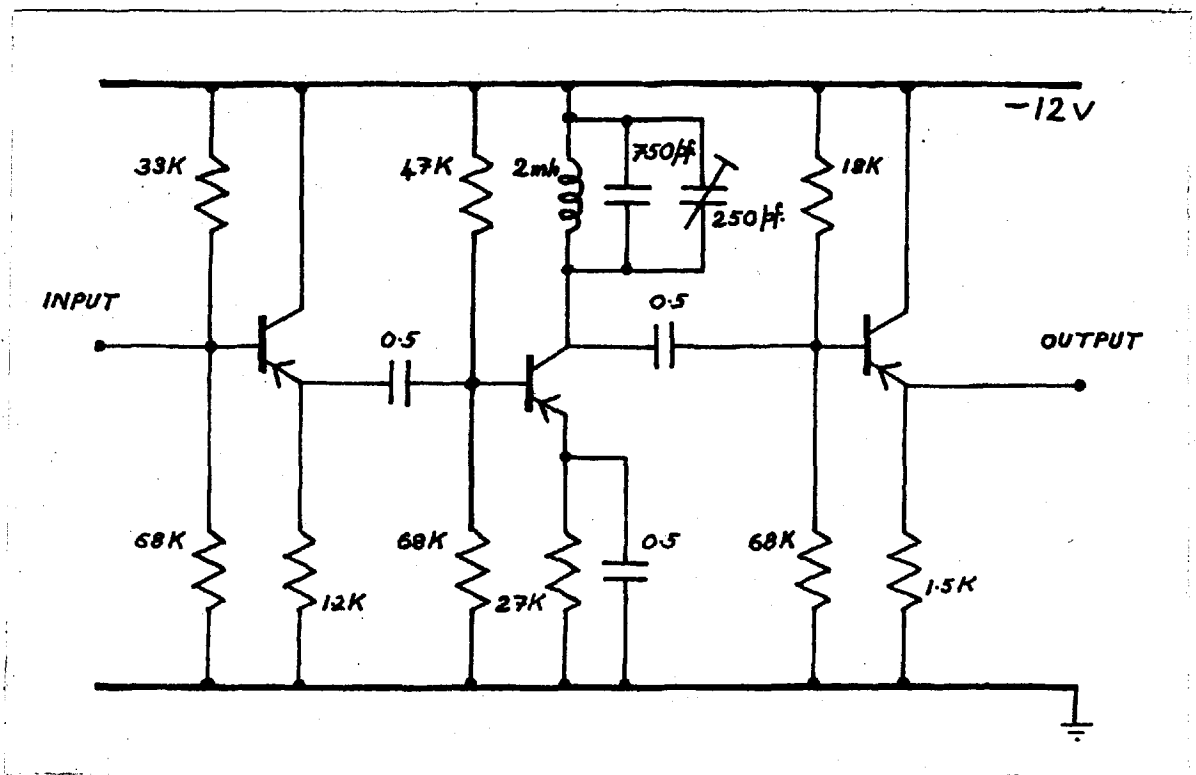 -12V
33K
47K
2mh
750pf.
250pf.
18K
INPUT
0.5
0.5
OUTPUT
68K
12K
68K
27K
0.5
68K
1.5K